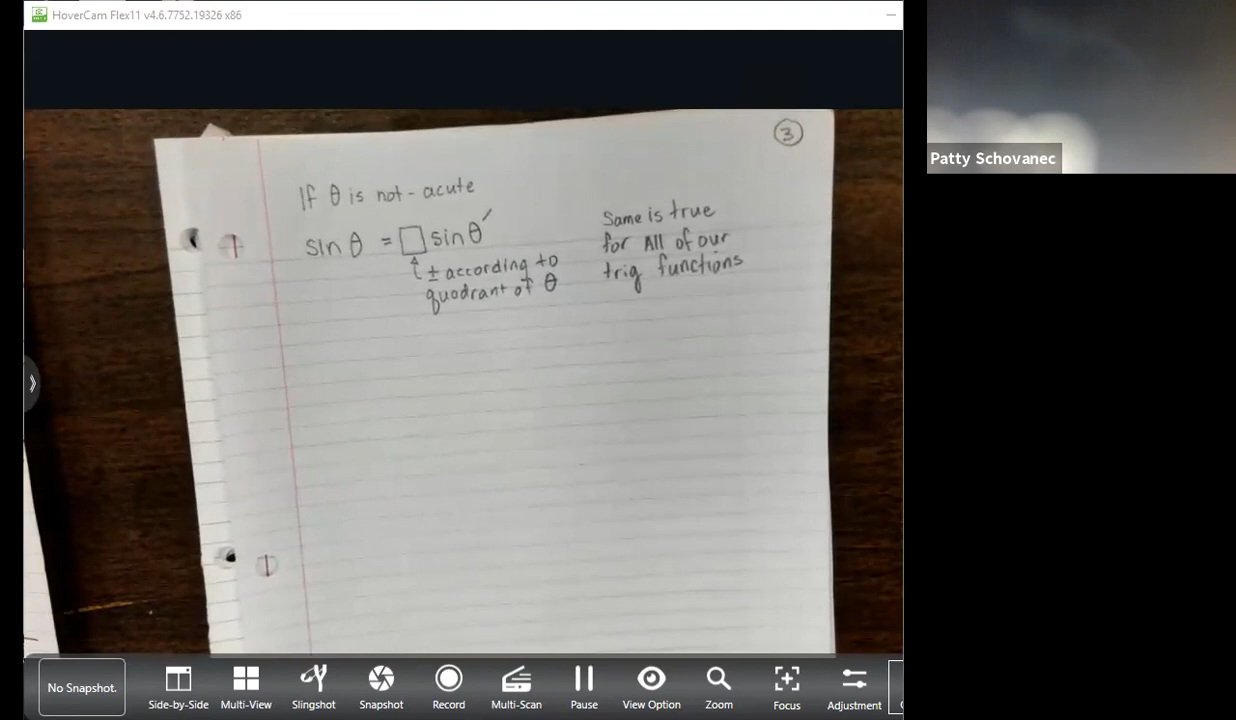 HoverCam Flex11 v4.6.7752.19326 x86
Patty Schovanec
3
If θ is not-acute
sin θ = □ sin θ′
± according to
quadrant of θ
Same is true
for All of our
trig functions
No Snapshot.
Side-by-Side
Multi-View
Slingshot
Snapshot
Record
Multi-Scan
Pause
View Option
Zoom
Focus
Adjustment